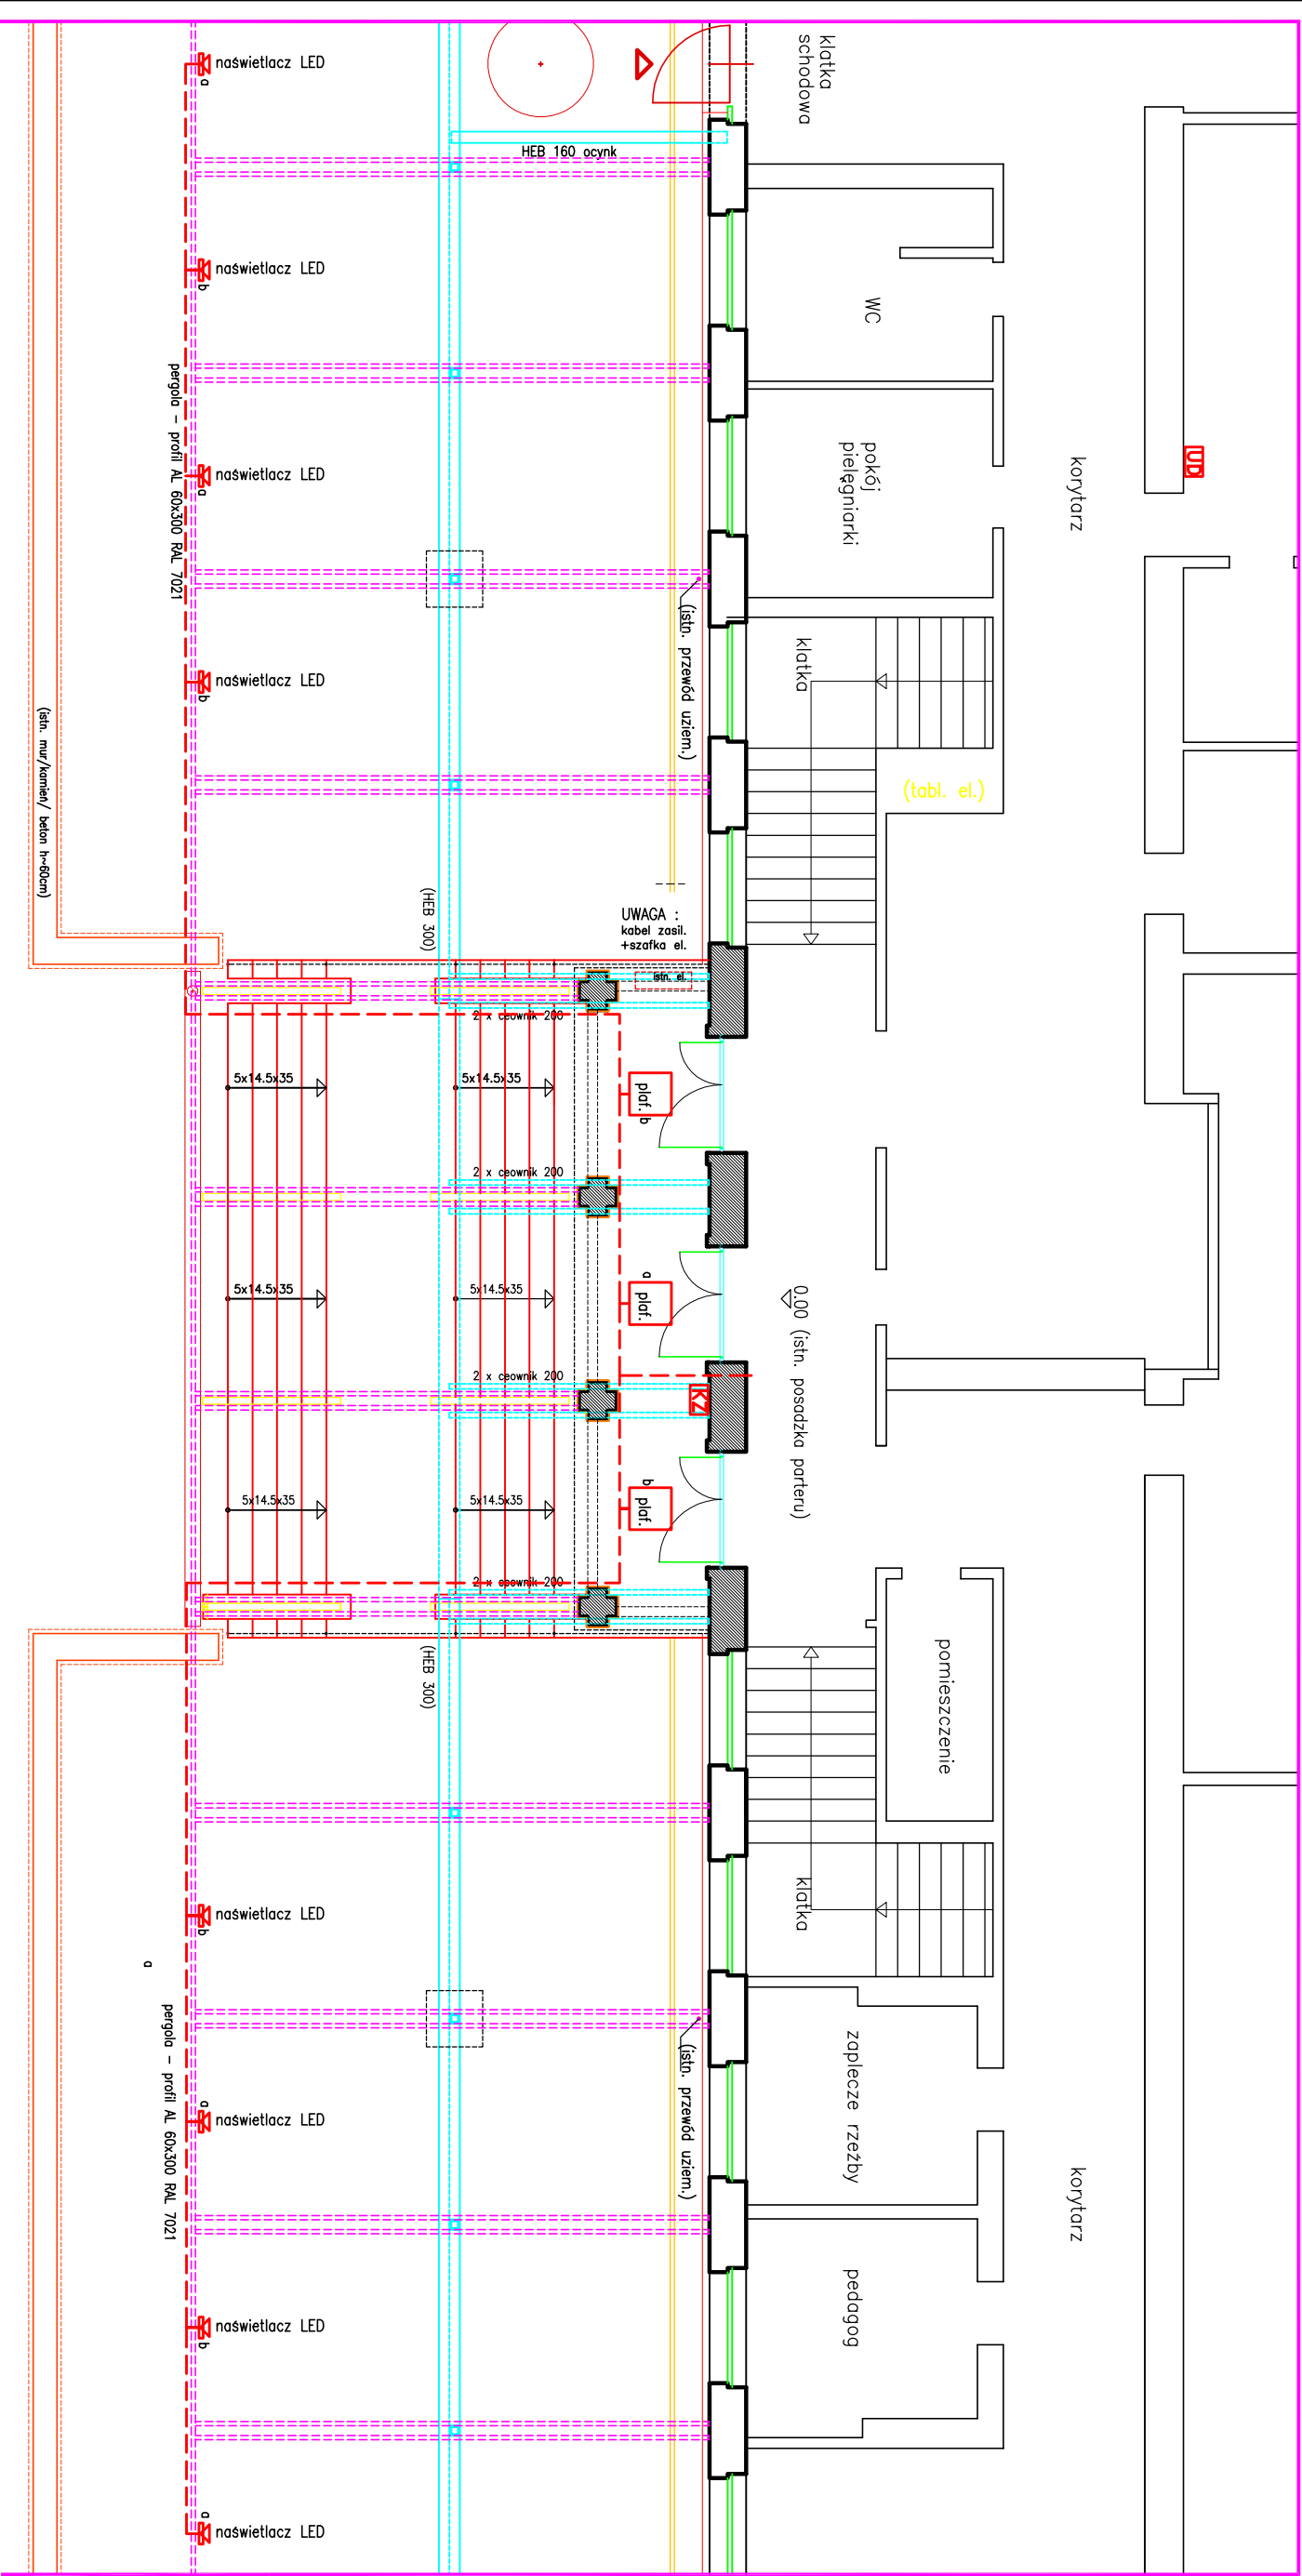 klatka
schodowa
naświetlacz LED
a
HEB 160 ocynk
naświetlacz LED
b
WC
pergola – profil AL 60x300 RAL 7021
pokój
pielęgniarki
korytarz
UD
naświetlacz LED
a
(istn. przewód uziem.)
klatka
naświetlacz LED
b
(istn. mur/kamień/ beton h~60cm)
(tabl. el.)
(HEB 300)
UWAGA :
kabel zasil.
+szafka el.
istn. el.
2 x ceownik 200
5x14.5x35
5x14.5x35
plaf.
b
2 x ceownik 200
5x14.5x35
5x14.5x35
a
plaf.
0.00 (istn. posadzka parteru)
2 x ceownik 200
KZ
5x14.5x35
5x14.5x35
b
plaf.
2 x ceownik 200
(HEB 300)
pomieszczenie
klatka
naświetlacz LED
b
a
pergola – profil AL 60x300 RAL 7021
(istn. przewód uziem.)
zaplecze rzeźby
naświetlacz LED
a
korytarz
pedagog
naświetlacz LED
b
naświetlacz LED
a